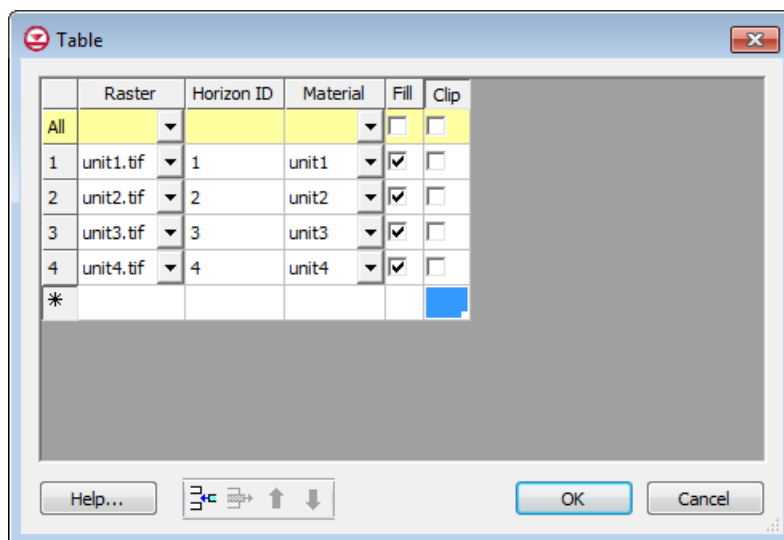 Table
Raster Horizon ID Material Fill Clip
All
1 unit1.tif 1 unit1
2 unit2.tif 2 unit2
3 unit3.tif 3 unit3
4 unit4.tif 4 unit4
*
Help... OK Cancel